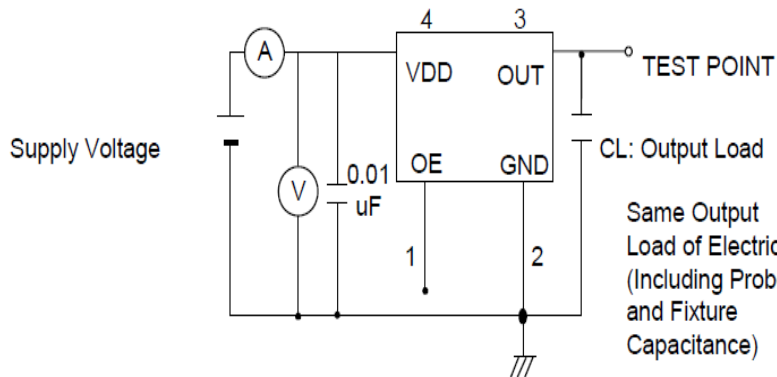 4
3
A
VDD
OUT
TEST POINT
Supply Voltage
OE
GND
CL: Output Load
V
0.01
uF
1
2
Same Output
Load of Electric
(Including Prob
and Fixture
Capacitance)